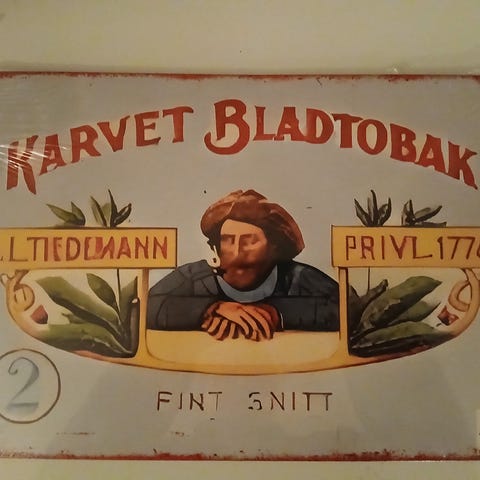 KARVET BLADTOBAK
.L.TIEDEMANN PRIVL.177
2
FINT SNITT